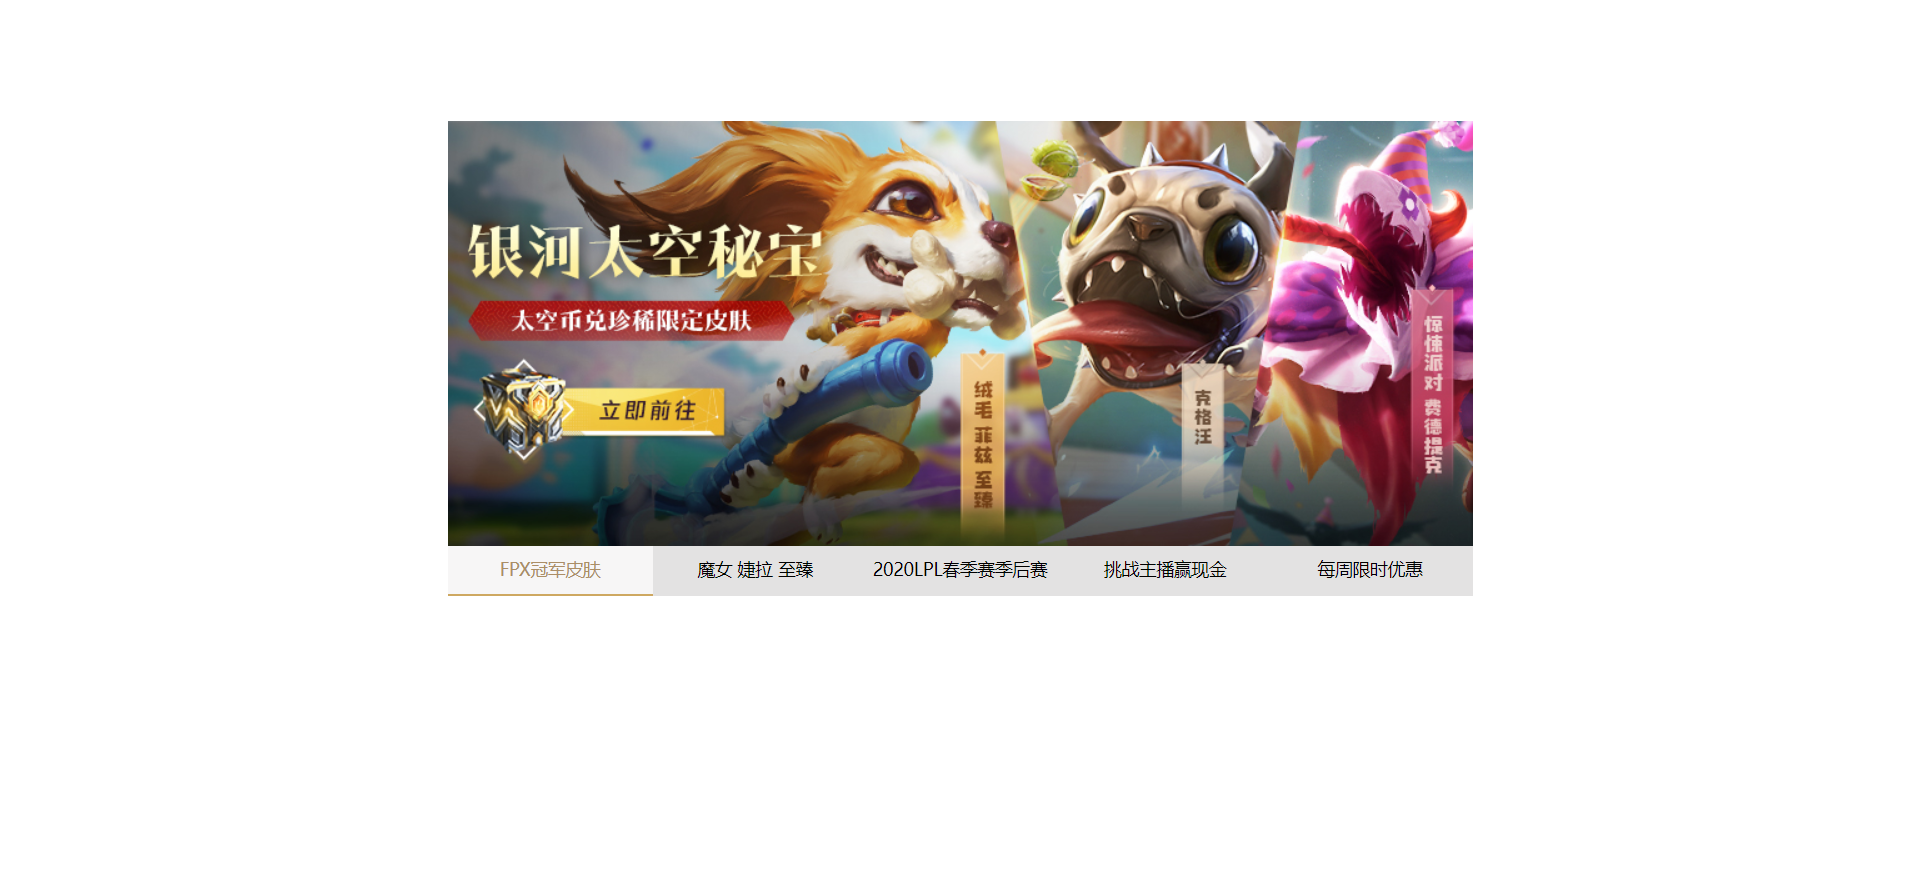 银河太空秘宝
太空币兑珍稀限定皮肤
立即前往
绒毛 菲兹 至臻
克格汪
惊悚派对 费德提克
FPX冠军皮肤
魔女 婕拉 至臻
2020LPL春季赛季后赛
挑战主播赢现金
每周限时优惠